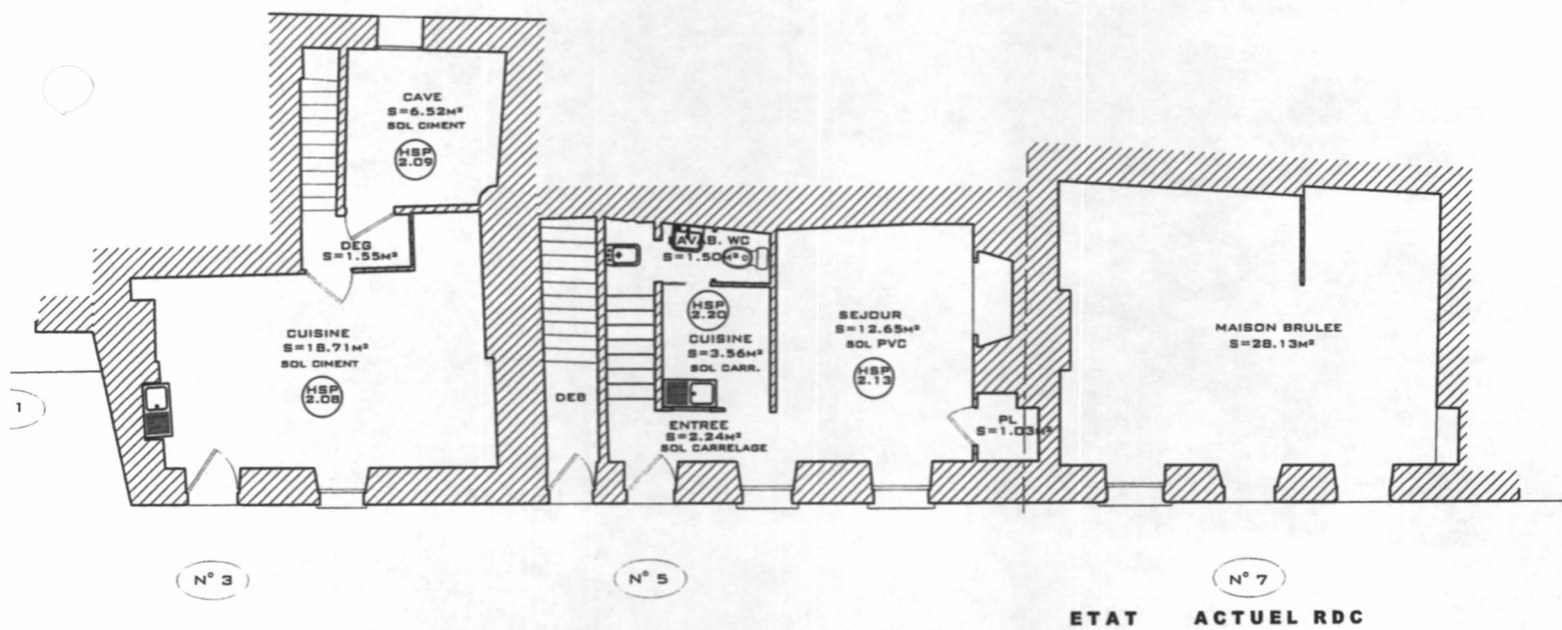 CAVE
S=6.52M²
SOL CIMENT
HSP
2.09
DEG
S=1.55M²
CUISINE
S=18.71M²
SOL CIMENT
HSP
2.08
1
DEB
LAVAB. WC
S=1.50M²
HSP
2.20
CUISINE
S=3.56M²
SOL CARR.
ENTREE
S=2.24M²
SOL CARRELAGE
SEJOUR
S=12.65M²
SOL PVC
HSP
2.13
PL
S=1.03M²
MAISON BRULEE
S=28.13M²
N° 3
N° 5
N° 7
ETAT ACTUEL RDC